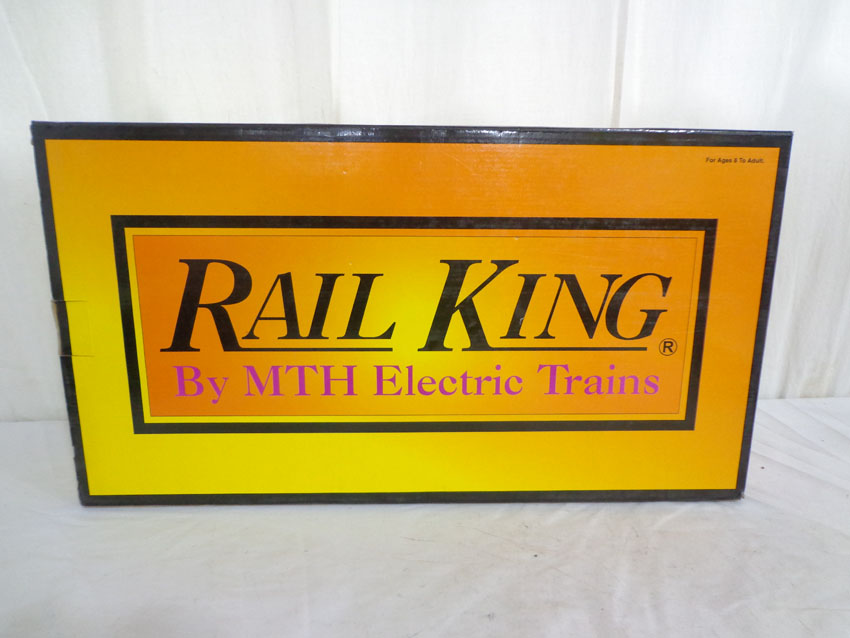 For Ages 8 To Adult.
RAIL KING ®
By MTH Electric Trains